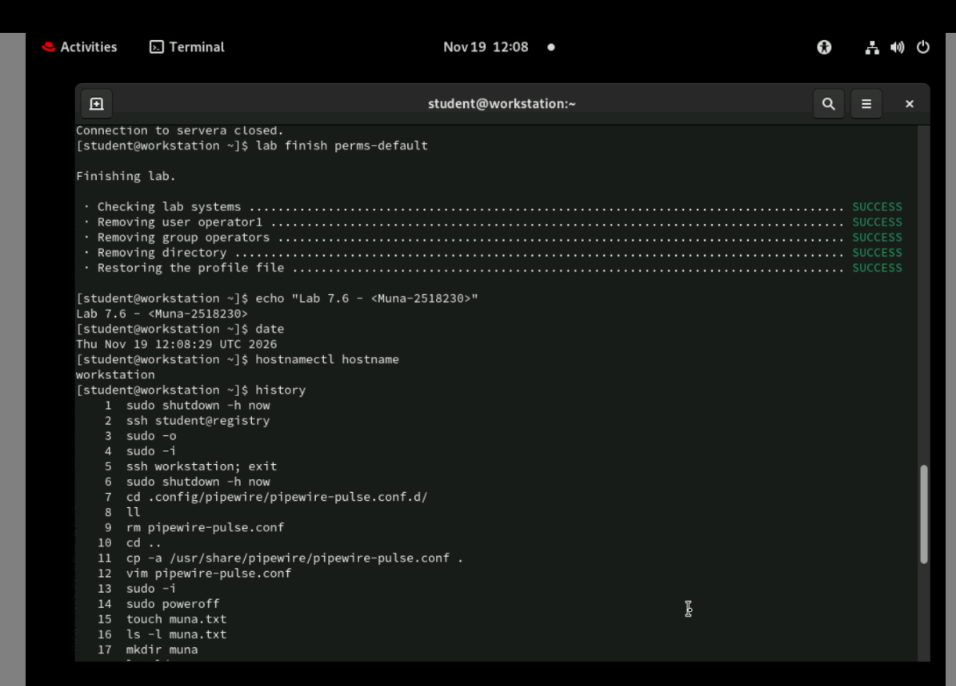 Activities Terminal Nov 19 12:08
student@workstation:~
Connection to servera closed.
[student@workstation ~]$ lab finish perms-default
Finishing lab.
· Checking lab systems .......................................................................................... SUCCESS
· Removing user operator1 ....................................................................................... SUCCESS
· Removing group operators ...................................................................................... SUCCESS
· Removing directory ............................................................................................ SUCCESS
· Restoring the profile file .................................................................................... SUCCESS
[student@workstation ~]$ echo "Lab 7.6 - <Muna-2518230>"
Lab 7.6 - <Muna-2518230>
[student@workstation ~]$ date
Thu Nov 19 12:08:29 UTC 2026
[student@workstation ~]$ hostnamectl hostname
workstation
[student@workstation ~]$ history
1 sudo shutdown -h now
2 ssh student@registry
3 sudo -o
4 sudo -i
5 ssh workstation; exit
6 sudo shutdown -h now
7 cd .config/pipewire/pipewire-pulse.conf.d/
8 ll
9 rm pipewire-pulse.conf
10 cd ..
11 cp -a /usr/share/pipewire/pipewire-pulse.conf .
12 vim pipewire-pulse.conf
13 sudo -i
14 sudo poweroff
15 touch muna.txt
16 ls -l muna.txt
17 mkdir muna